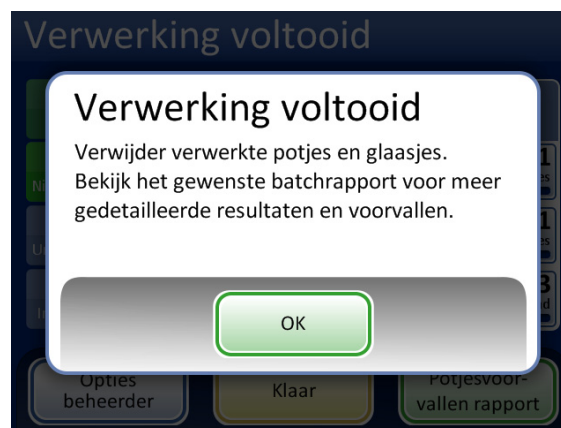 Verwerking voltooid
Verwerking voltooid
Verwijder verwerkte potjes en glaasjes.
Bekijk het gewenste batchrapport voor meer
gedetailleerde resultaten en voorvallen.
OK
Opties
beheerder
Klaar
Potjesvoor-
vallen rapport